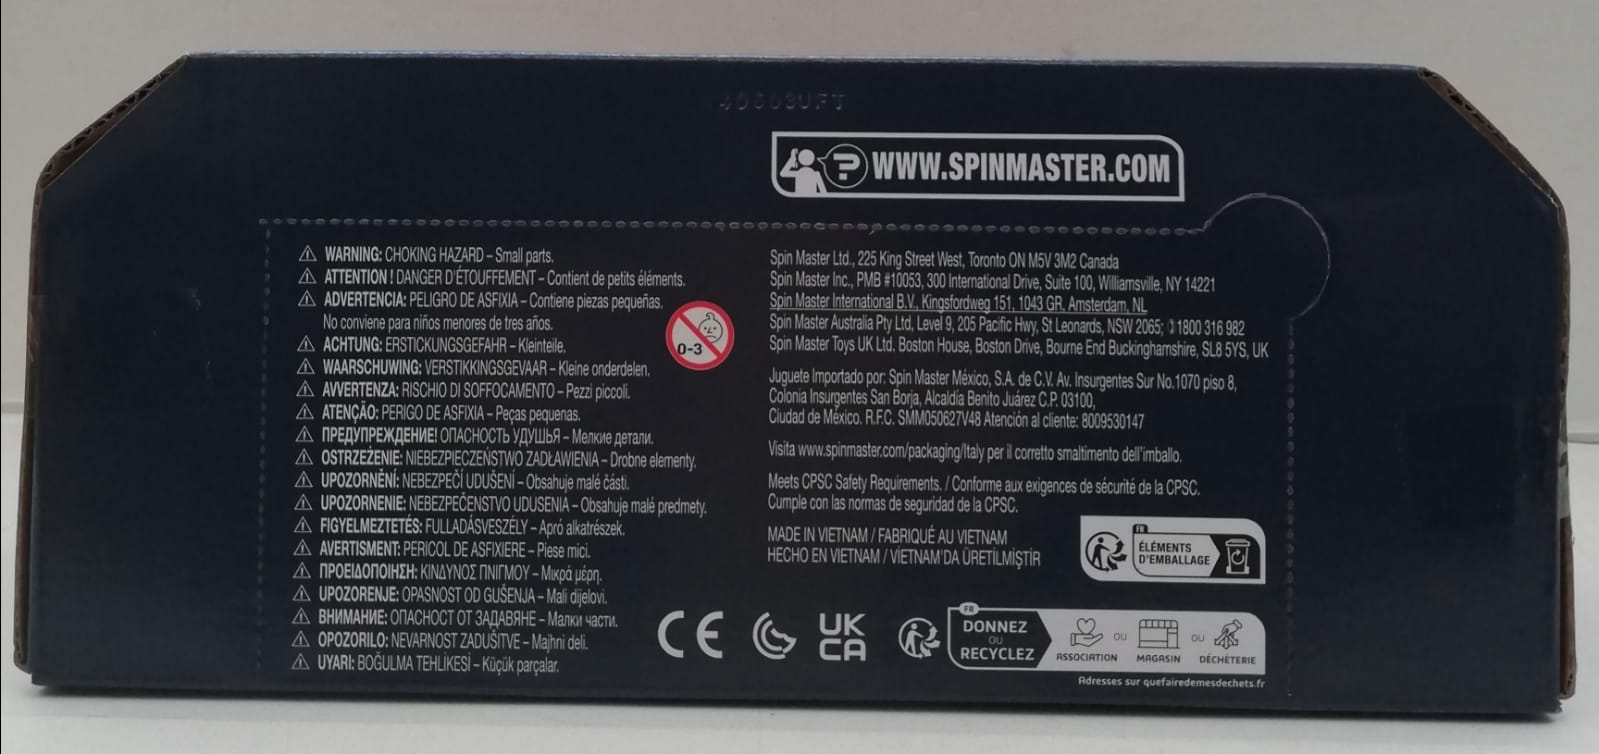 WWW.SPINMASTER.COM
WARNING: CHOKING HAZARD – Small parts.
ATTENTION ! DANGER D'ÉTOUFFEMENT – Contient de petits éléments.
ADVERTENCIA: PELIGRO DE ASFIXIA – Contiene piezas pequeñas.
No conviene para niños menores de tres años.
ACHTUNG: ERSTICKUNGSGEFAHR – Kleinteile.
WAARSCHUWING: VERSTIKKINGSGEVAAR – Kleine onderdelen.
AVVERTENZA: RISCHIO DI SOFFOCAMENTO – Pezzi piccoli.
ATENÇÃO: PERIGO DE ASFIXIA – Peças pequenas.
ПРЕДУПРЕЖДЕНИЕ! ОПАСНОСТЬ УДУШЬЯ – Мелкие детали.
OSTRZEŻENIE: NIEBEZPIECZEŃSTWO ZADŁAWIENIA – Drobne elementy.
UPOZORNĚNÍ: NEBEZPEČÍ UDUŠENÍ – Obsahuje malé části.
UPOZORNENIE: NEBEZPEČENSTVO UDUSENIA – Obsahuje malé predmety.
FIGYELMEZTETÉS: FULLADÁSVESZÉLY – Apró alkatrészek.
AVERTISMENT: PERICOL DE ASFIXIERE – Piese mici.
ΠΡΟΕΙΔΟΠΟΙΗΣΗ: ΚΙΝΔΥΝΟΣ ΠΝΙΓΜΟΥ – Μικρά μέρη.
UPOZORENJE: OPASNOST OD GUŠENJA – Mali dijelovi.
ВНИМАНИЕ: ОПАСНОСТ ОТ ЗАДАВЯНЕ – Малки части.
OPOZORILO: NEVARNOST ZADUŠITVE – Majhni deli.
UYARI: BOĞULMA TEHLİKESİ – Küçük parçalar.
0-3
Spin Master Ltd., 225 King Street West, Toronto ON M5V 3M2 Canada
Spin Master Inc., PMB #10053, 300 International Drive, Suite 100, Williamsville, NY 14221
Spin Master International B.V., Kingsfordweg 151, 1043 GR, Amsterdam, NL
Spin Master Australia Pty Ltd, Level 9, 205 Pacific Hwy, St Leonards, NSW 2065; 1800 316 982
Spin Master Toys UK Ltd. Boston House, Boston Drive, Bourne End Buckinghamshire, SL8 5YS, UK
Juguete Importado por: Spin Master México, S.A. de C.V. Av. Insurgentes Sur No.1070 piso 8,
Colonia Insurgentes San Borja, Alcaldía Benito Juárez C.P. 03100,
Ciudad de México. R.F.C. SMM050627V48 Atención al cliente: 8009530147
Visita www.spinmaster.com/packaging/Italy per il corretto smaltimento dell'imballo.
Meets CPSC Safety Requirements. / Conforme aux exigences de sécurité de la CPSC.
Cumple con las normas de seguridad de la CPSC.
MADE IN VIETNAM / FABRIQUÉ AU VIETNAM
HECHO EN VIETNAM / VİETNAM'DA ÜRETİLMİŞTİR
FR
ÉLÉMENTS
D'EMBALLAGE
CE
UK
CA
FR
DONNEZ
OU
RECYCLEZ
ASSOCIATION OU MAGASIN OU DÉCHÈTERIE
Adresses sur quefairedemesdechets.fr